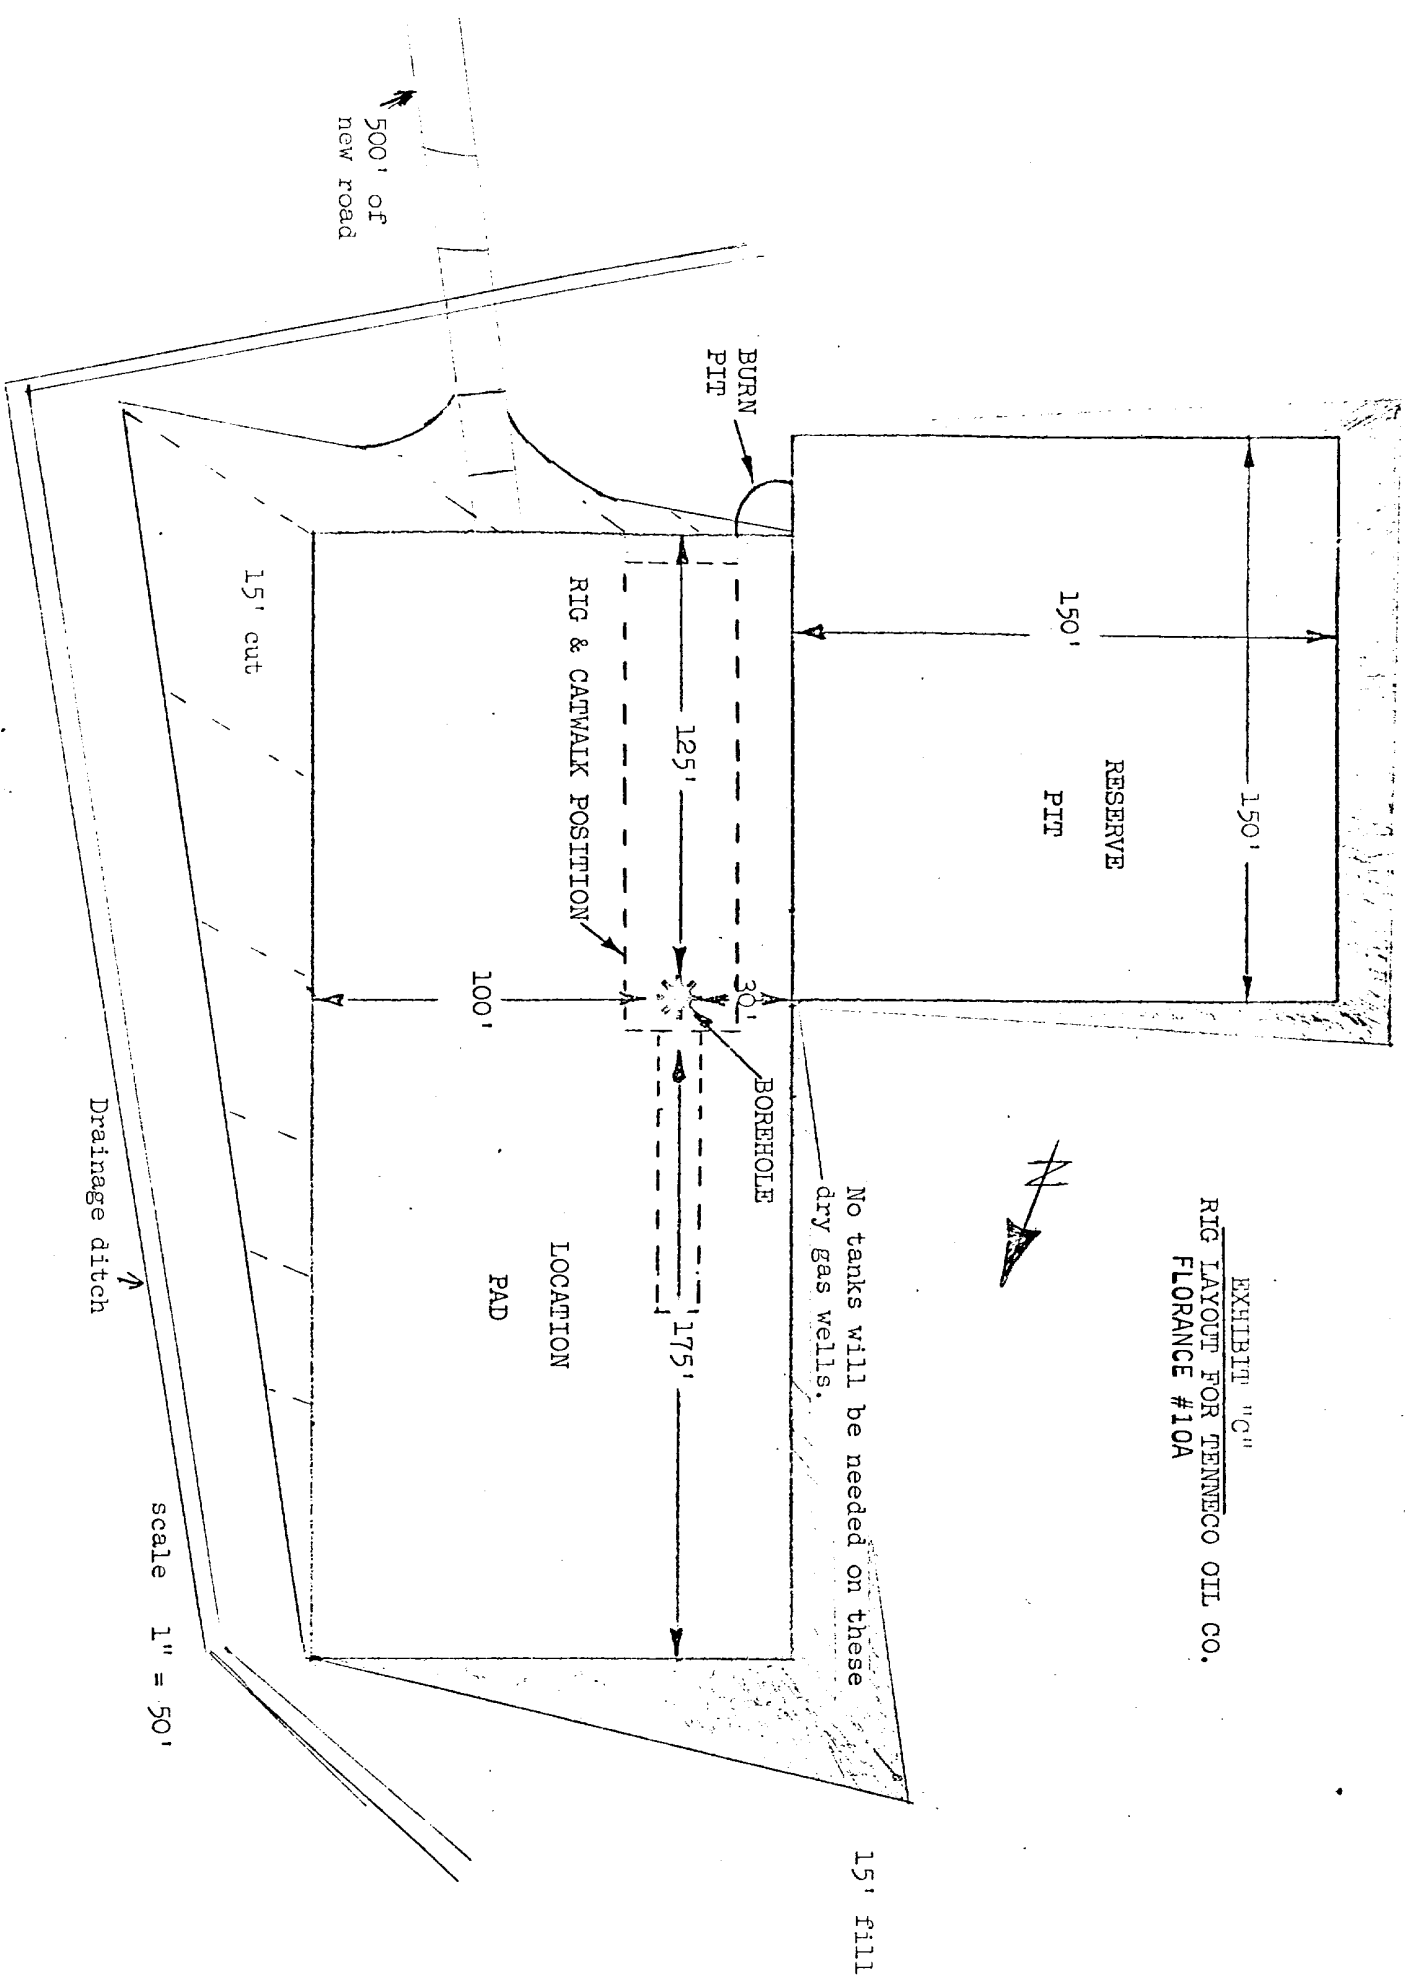 EXHIBIT "C"
RIG LAYOUT FOR TENNECO OIL CO.
FLORANCE #10A
N
150'
RESERVE
PIT
150'
No tanks will be needed on these
dry gas wells.
15' fill
BURN
PIT
30'
BOREHOLE
125'
175'
RIG & CATWALK POSITION
100'
LOCATION
PAD
500' of
new road
15' cut
Drainage ditch
scale 1" = 50'